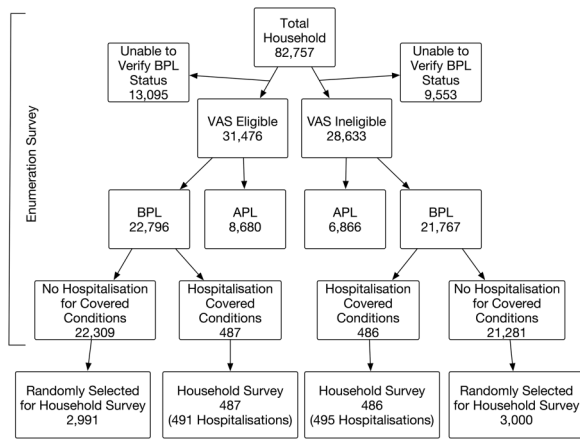 Total
Household
82,757
Unable to
Verify BPL
Status
13,095
Unable to
Verify BPL
Status
9,553
Enumeration Survey
VAS Eligible
31,476
VAS Ineligible
28,633
BPL
22,796
APL
8,680
APL
6,866
BPL
21,767
No Hospitalisation
for Covered
Conditions
22,309
Hospitalisation
Covered
Conditions
487
Hospitalisation
Covered
Conditions
486
No Hospitalisation
for Covered
Conditions
21,281
Randomly Selected
for Household Survey
2,991
Household Survey
487
(491 Hospitalisations)
Household Survey
486
(495 Hospitalisations)
Randomly Selected
for Household Survey
3,000